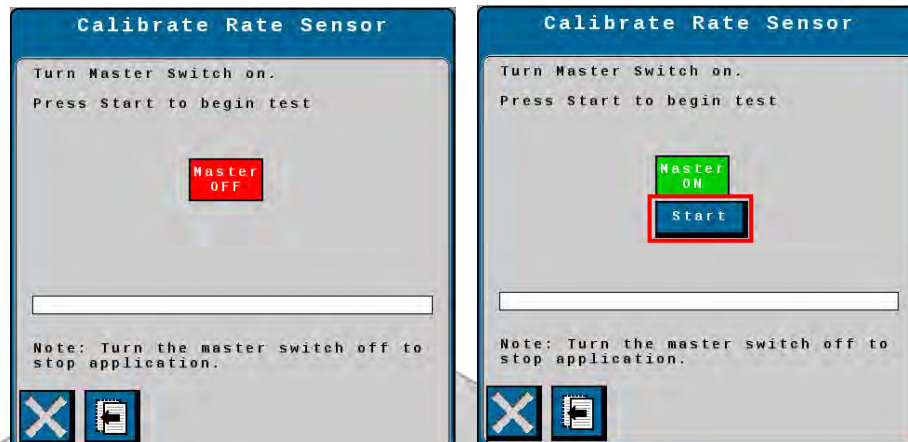 Calibrate Rate Sensor
Turn Master Switch on.
Press Start to begin test
Master
OFF
Note: Turn the master switch off to
stop application.
Calibrate Rate Sensor
Turn Master Switch on.
Press Start to begin test
Master
ON
Start
Note: Turn the master switch off to
stop application.